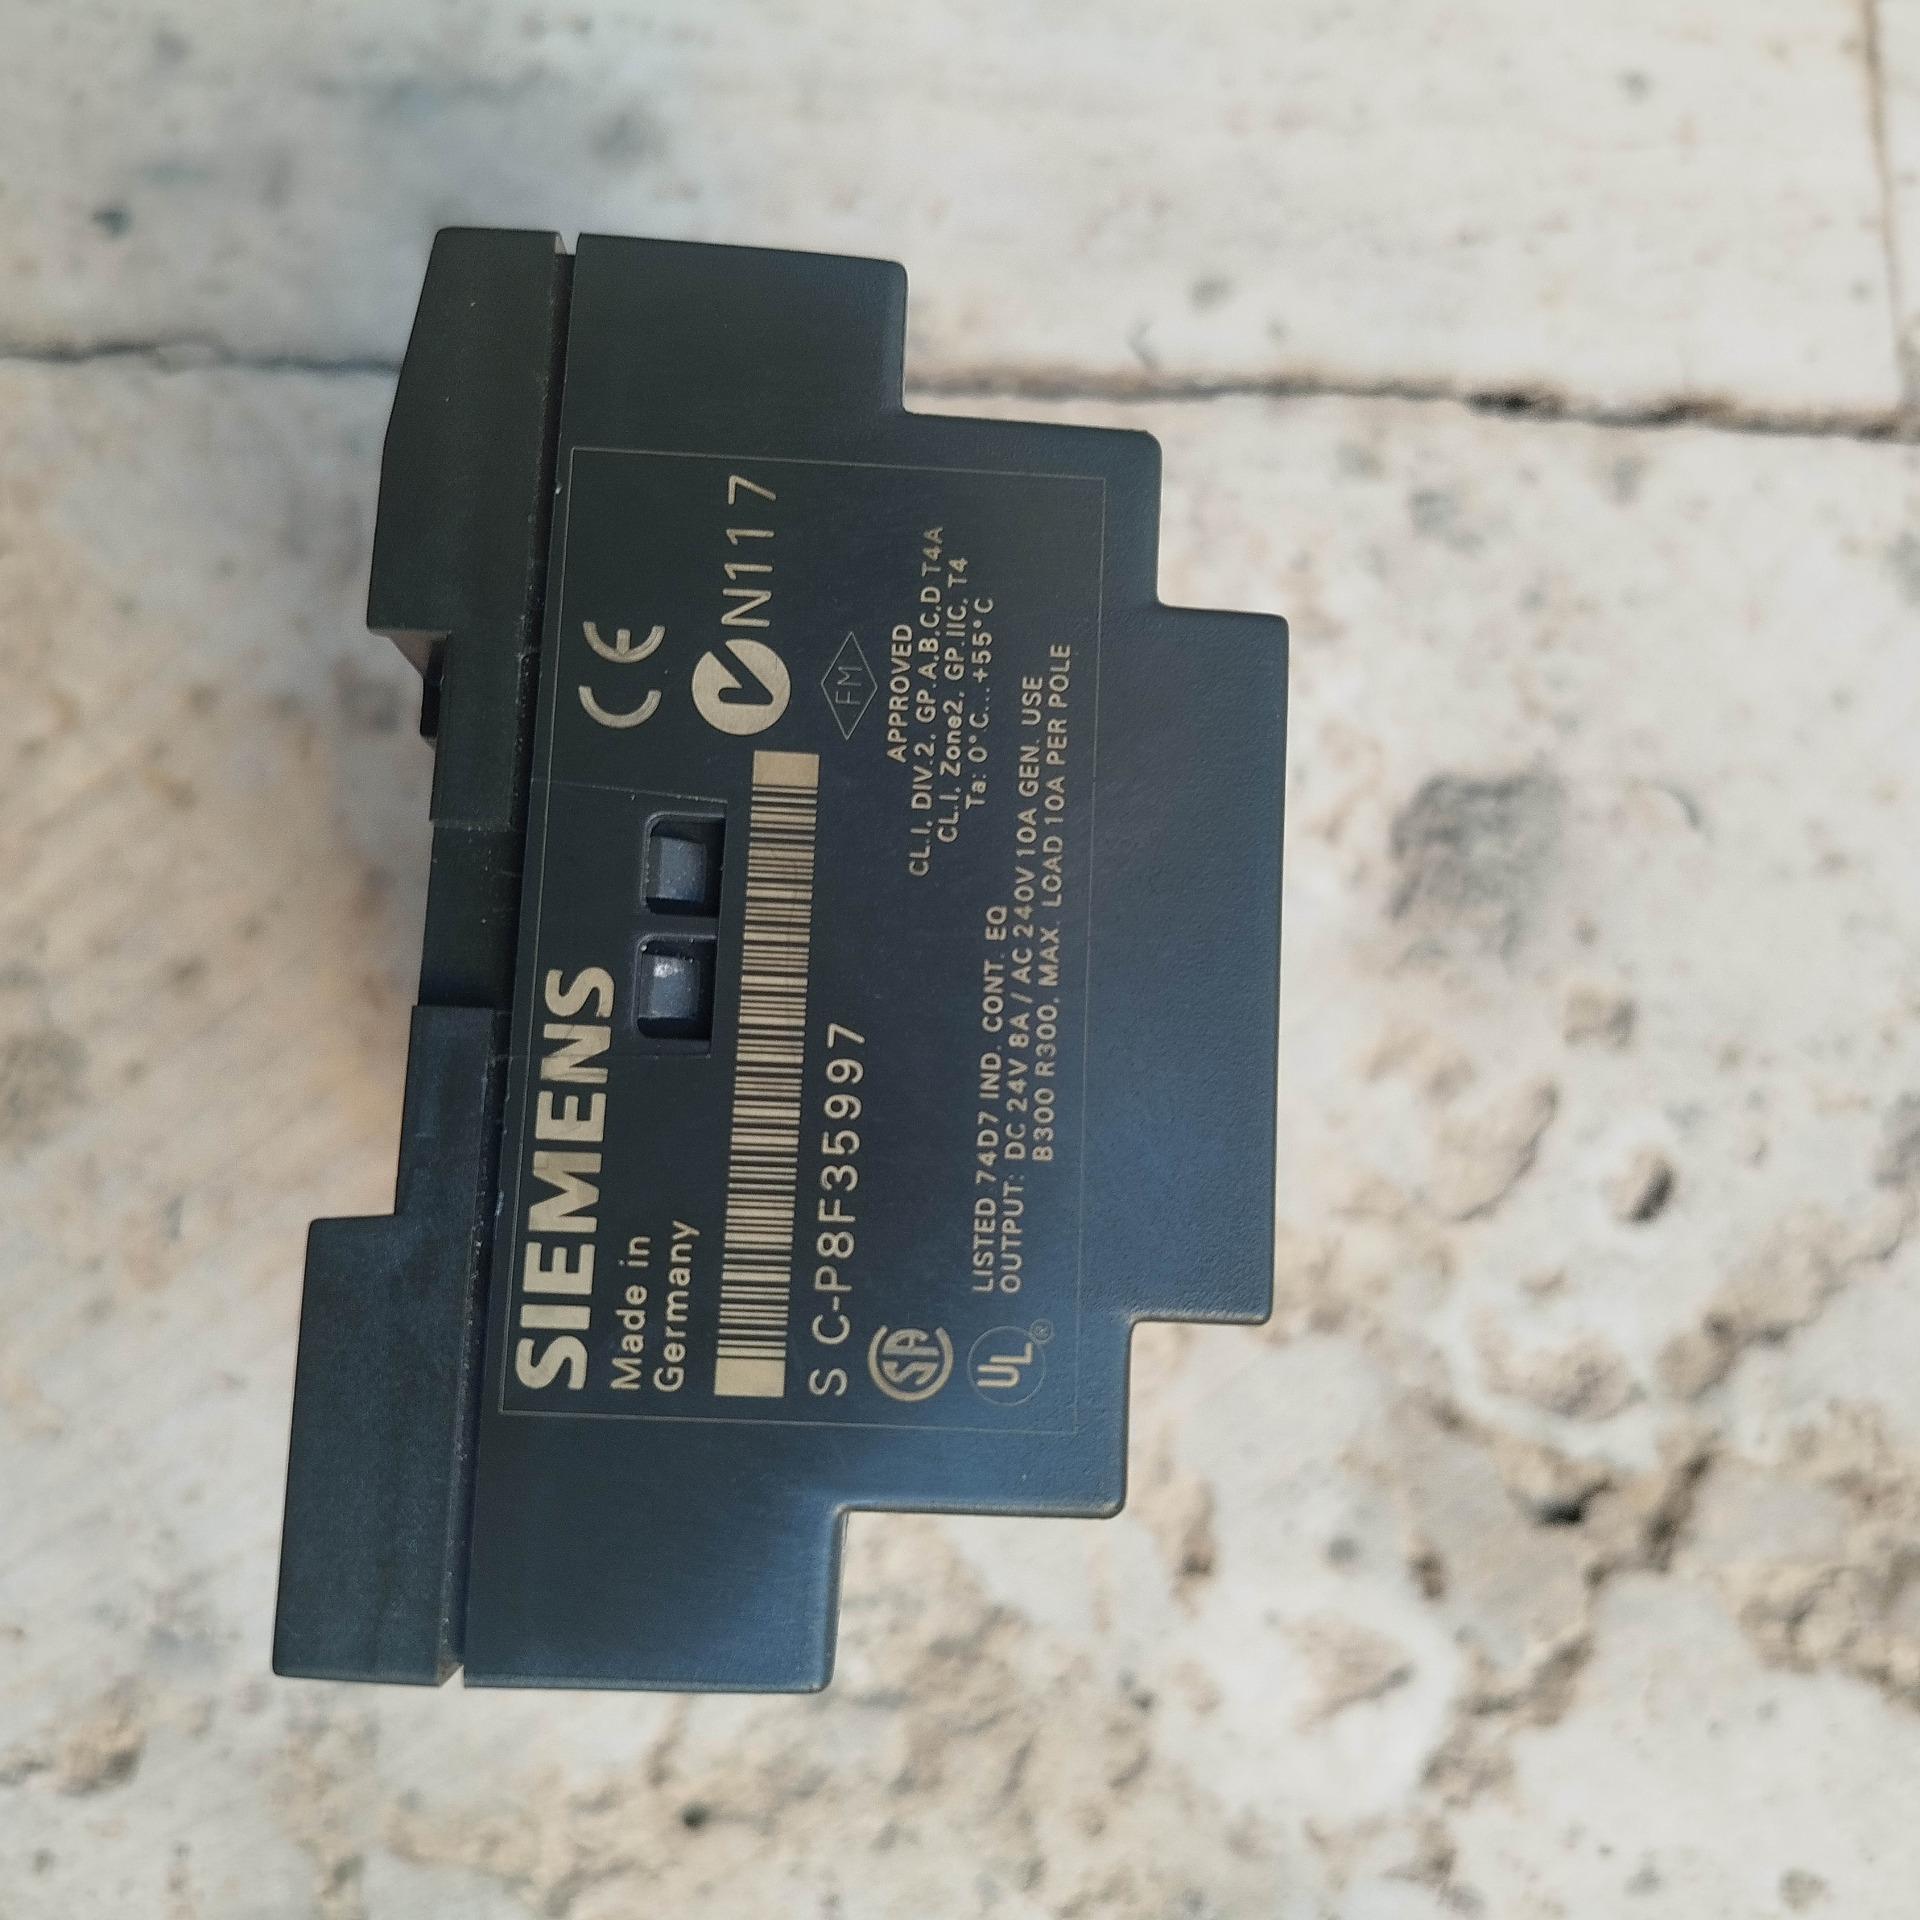 SIEMENS
Made in
Germany
CE
N117
S C-P8F35997
FM
APPROVED
CL.I, DIV.2, GP.A,B,C,D T4A
CL.I, Zone2, GP.IIC, T4
Ta: 0°C...+55°C
SA
UL®
LISTED 74D7 IND. CONT. EQ
OUTPUT: DC 24V 8A / AC 240V 10A GEN. USE
B300 R300, MAX. LOAD 10A PER POLE